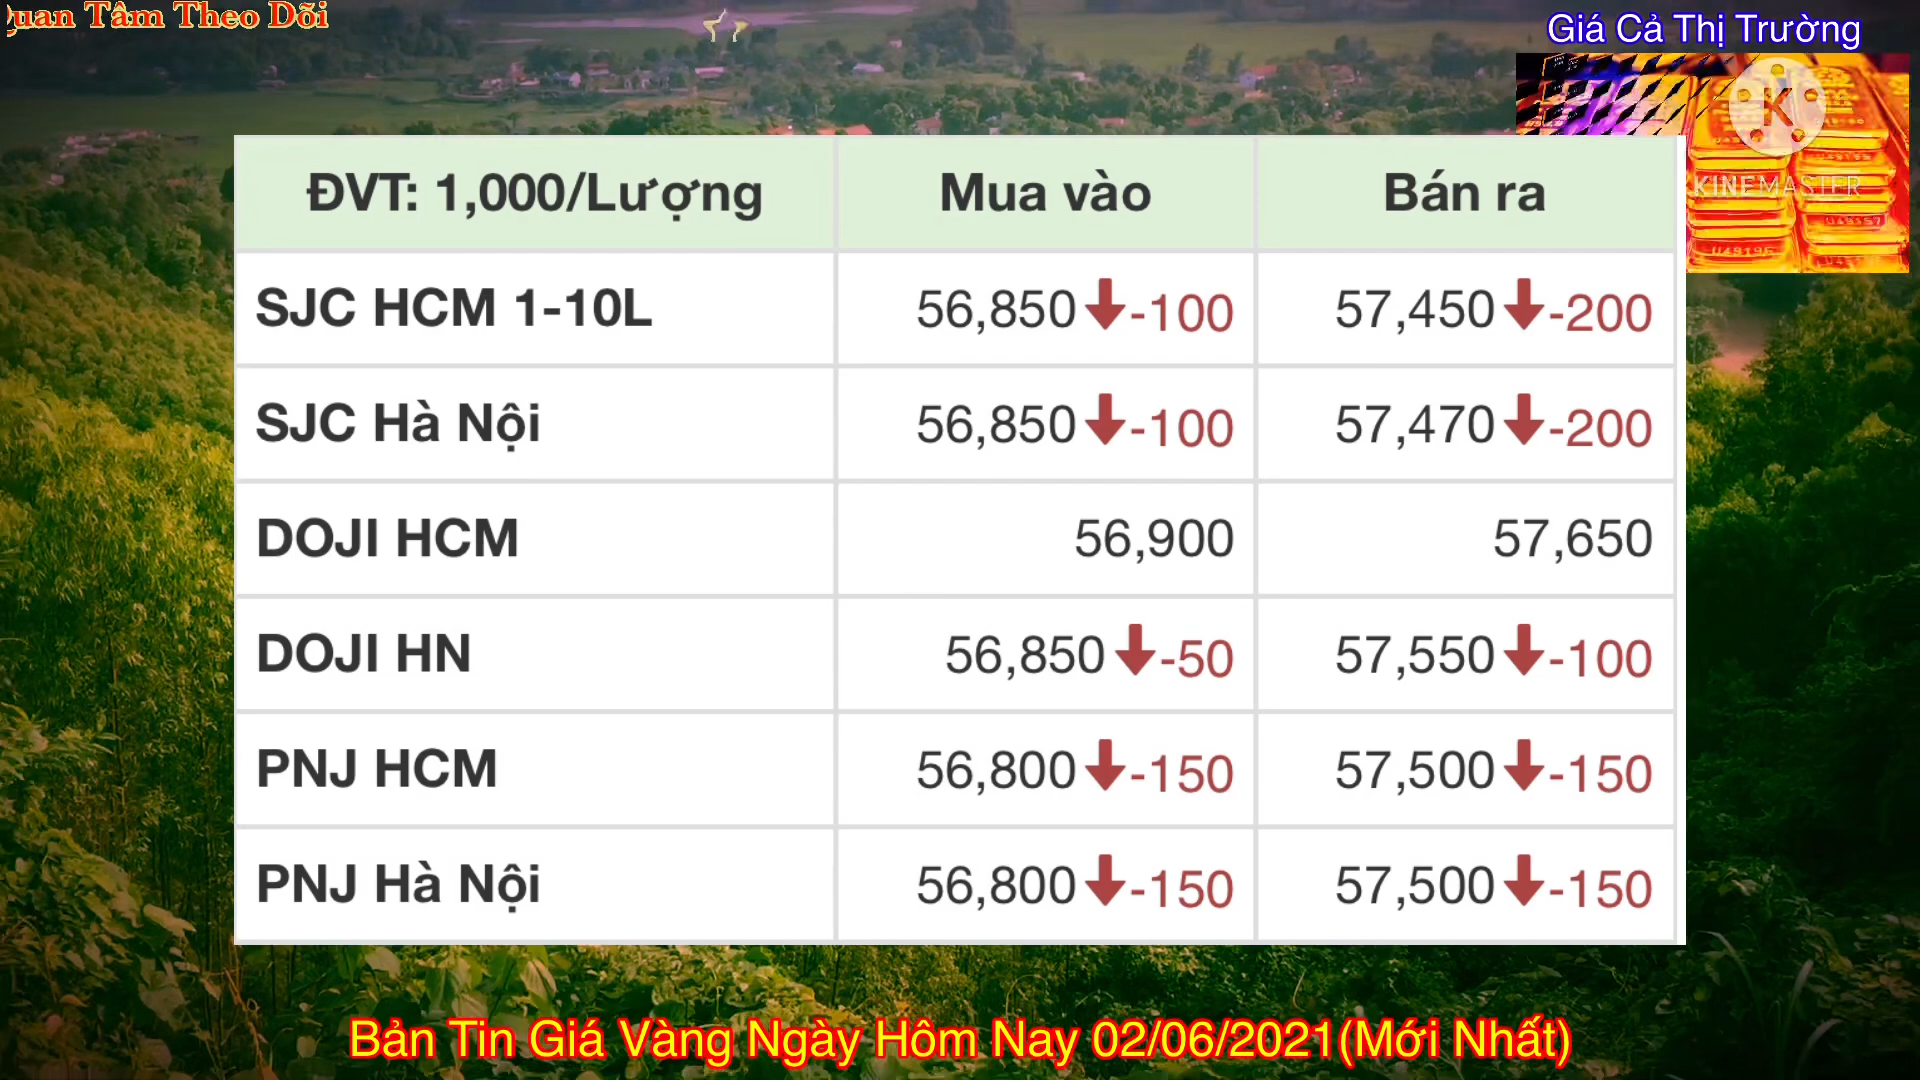 uan Tâm Theo Dõi
Giá Cả Thị Trường
KINEMASTER
ĐVT: 1,000/Lượng Mua vào Bán ra
SJC HCM 1-10L 56,850 -100 57,450 -200
SJC Hà Nội 56,850 -100 57,470 -200
DOJI HCM 56,900 57,650
DOJI HN 56,850 -50 57,550 -100
PNJ HCM 56,800 -150 57,500 -150
PNJ Hà Nội 56,800 -150 57,500 -150
Bản Tin Giá Vàng Ngày Hôm Nay 02/06/2021(Mới Nhất)